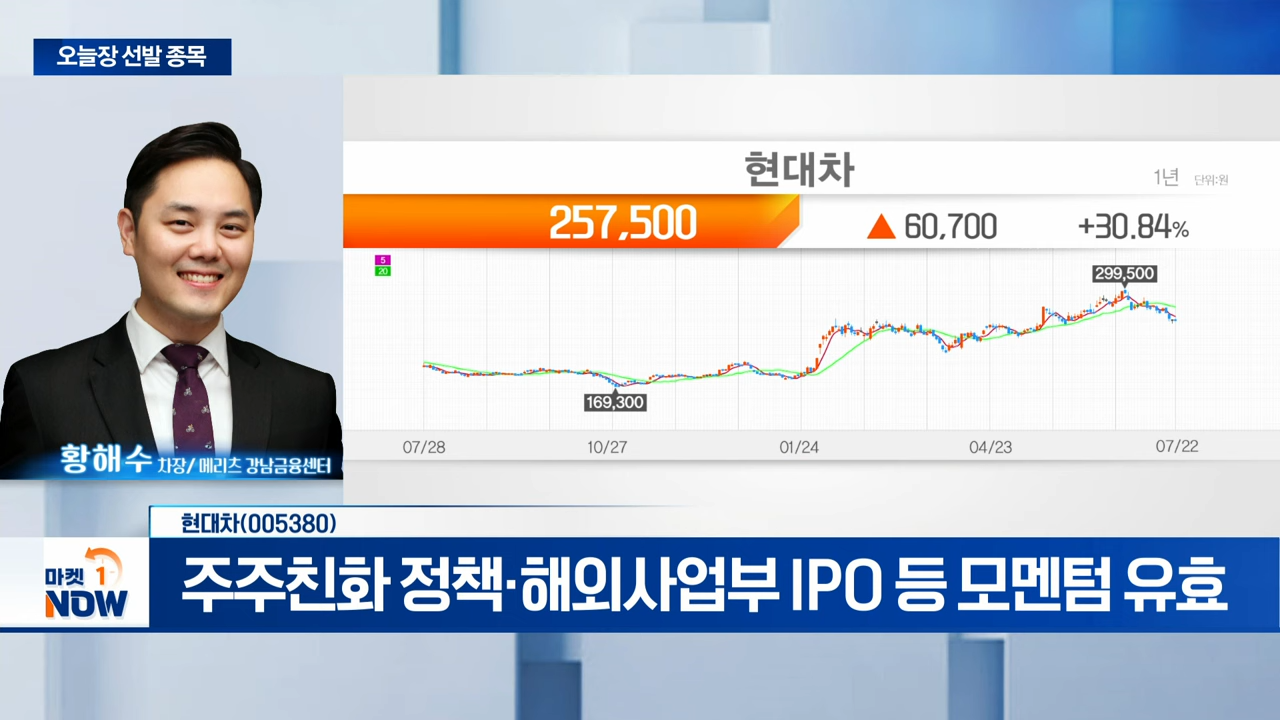 오늘장 선발 종목
현대차
1년 단위:원
257,500 ▲ 60,700 +30.84%
5
20
299,500
169,300
07/28 10/27 01/24 04/23 07/22
황해수 차장/ 메리츠 강남금융센터
현대차(005380)
마켓 1
NOW
주주친화 정책·해외사업부 IPO 등 모멘텀 유효